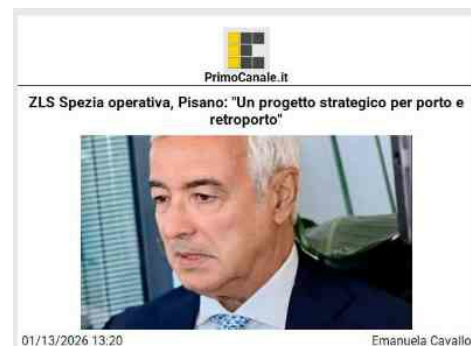 PrimoCanale.it
ZLS Spezia operativa, Pisano: "Un progetto strategico per porto e
retroporto"
01/13/2026 13:20
Emanuela Cavallo